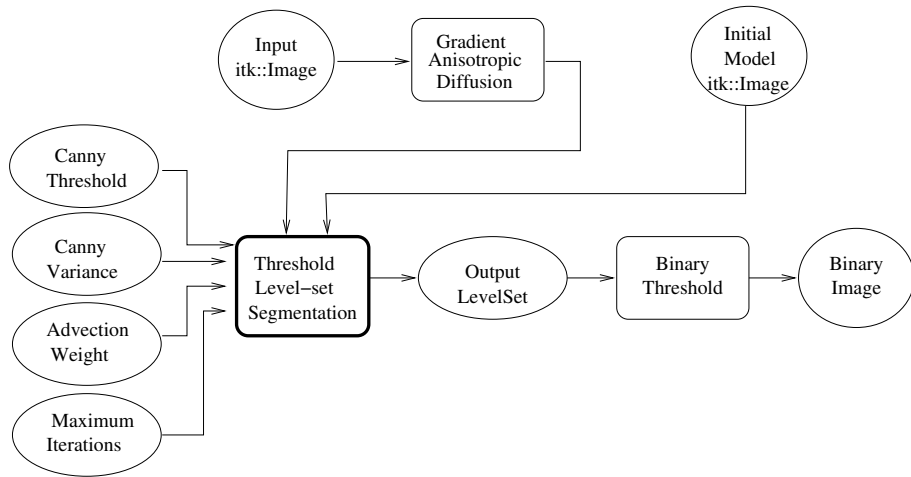 Input
itk::Image
Gradient
Anisotropic
Diffusion
Initial
Model
itk::Image
Canny
Threshold
Canny
Variance
Advection
Weight
Maximum
Iterations
Threshold
Level−set
Segmentation
Output
LevelSet
Binary
Threshold
Binary
Image